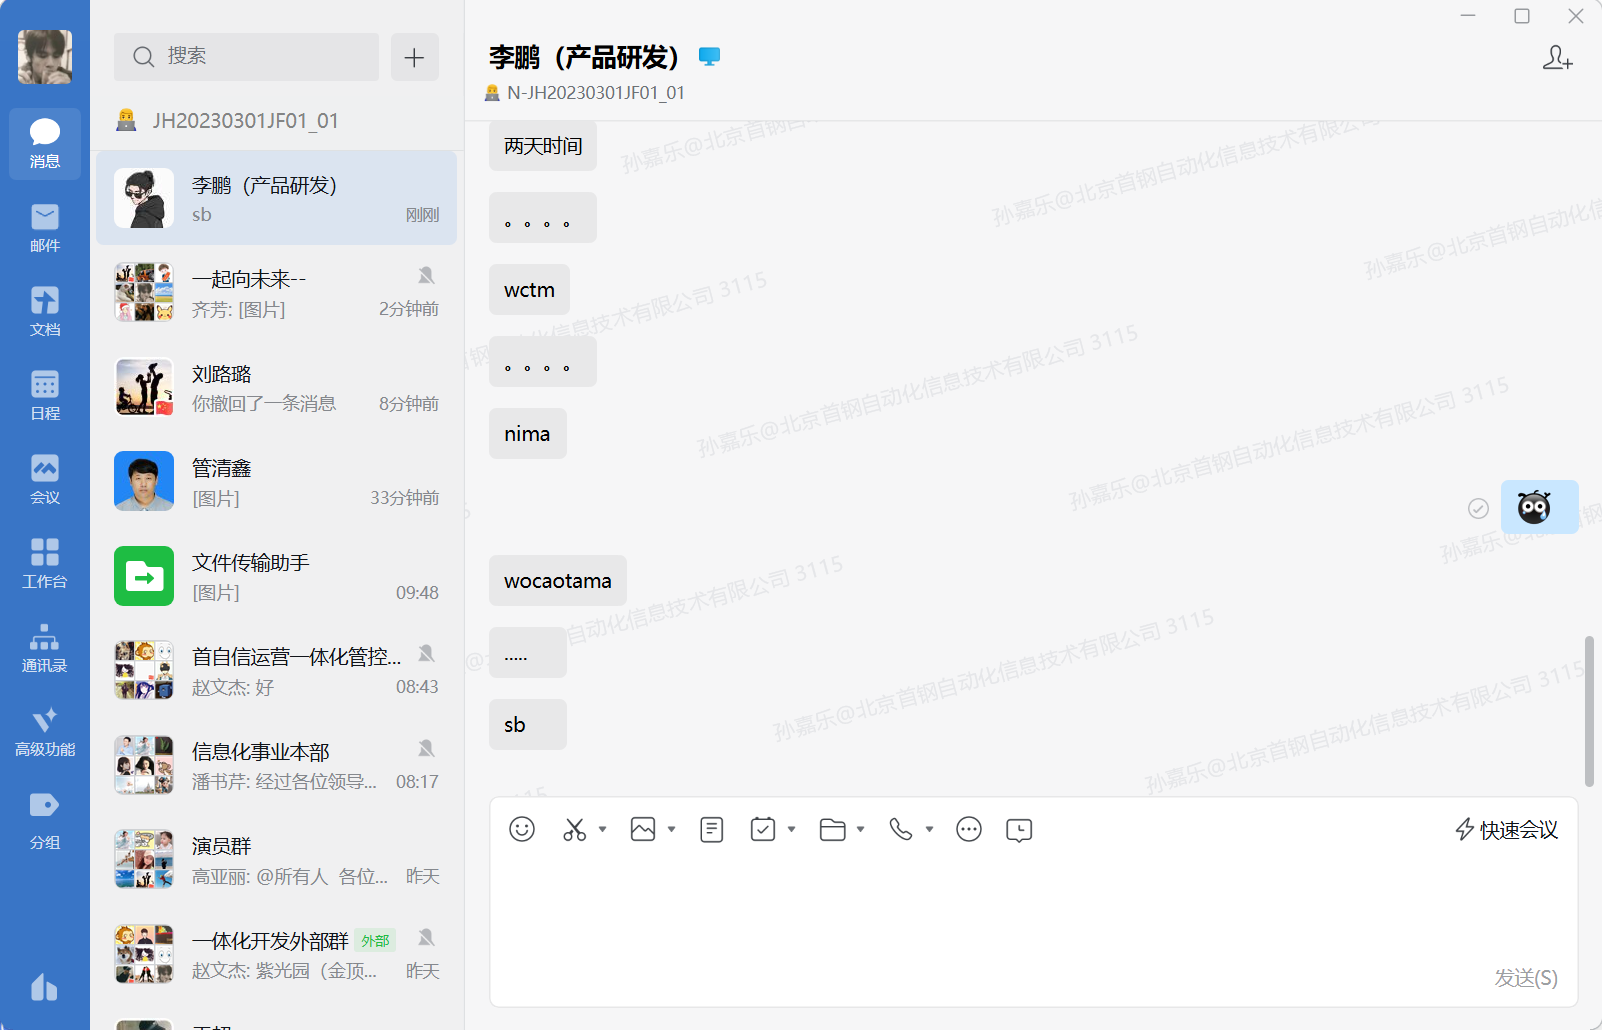 搜索
JH20230301JF01_01
消息
邮件
文档
日程
会议
工作台
通讯录
高级功能
分组
李鹏（产品研发）
sb
刚刚
一起向未来--
齐芳: [图片]
2分钟前
刘路璐
你撤回了一条消息
8分钟前
管清鑫
[图片]
33分钟前
文件传输助手
[图片]
09:48
首自信运营一体化管控...
赵文杰: 好
08:43
信息化事业本部
潘书芹: 经过各位领导...
08:17
演员群
高亚丽: @所有人 各位...
昨天
一体化开发外部群
外部
赵文杰: 紫光园（金顶...
昨天
李鹏（产品研发）
N-JH20230301JF01_01
两天时间
。。。。
wctm
。。。。
nima
wocaotama
.....
sb
快速会议
发送(S)
孙嘉乐@北京首钢自动化信息技术有限公司 3115